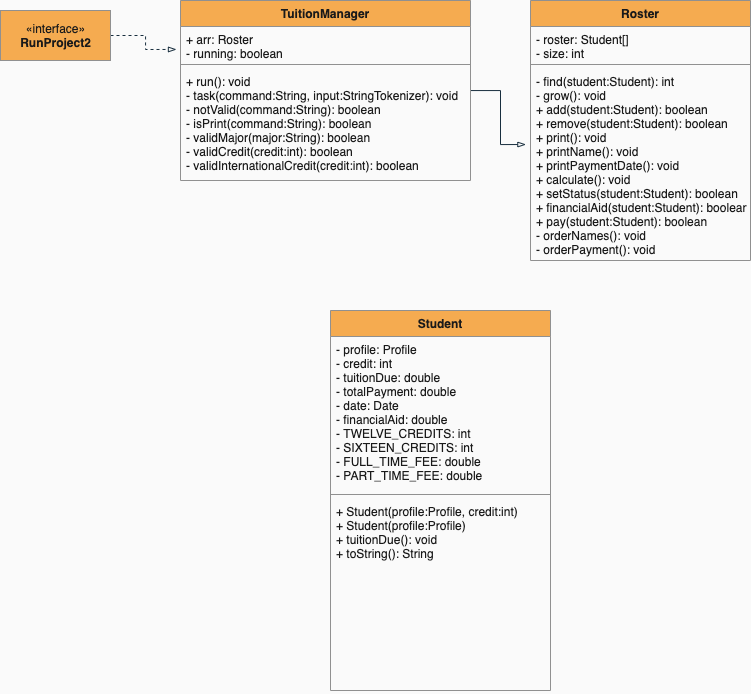 «interface»
RunProject2
TuitionManager
+ arr: Roster
- running: boolean
+ run(): void
- task(command:String, input:StringTokenizer): void
- notValid(command:String): boolean
- isPrint(command:String): boolean
- validMajor(major:String): boolean
- validCredit(credit:int): boolean
- validInternationalCredit(credit:int): boolean
Roster
- roster: Student[]
- size: int
- find(student:Student): int
- grow(): void
+ add(student:Student): boolean
+ remove(student:Student): boolean
+ print(): void
+ printName(): void
+ printPaymentDate(): void
+ calculate(): void
+ setStatus(student:Student): boolean
+ financialAid(student:Student): boolear
+ pay(student:Student): boolean
- orderNames(): void
- orderPayment(): void
Student
- profile: Profile
- credit: int
- tuitionDue: double
- totalPayment: double
- date: Date
- financialAid: double
- TWELVE_CREDITS: int
- SIXTEEN_CREDITS: int
- FULL_TIME_FEE: double
- PART_TIME_FEE: double
+ Student(profile:Profile, credit:int)
+ Student(profile:Profile)
+ tuitionDue(): void
+ toString(): String